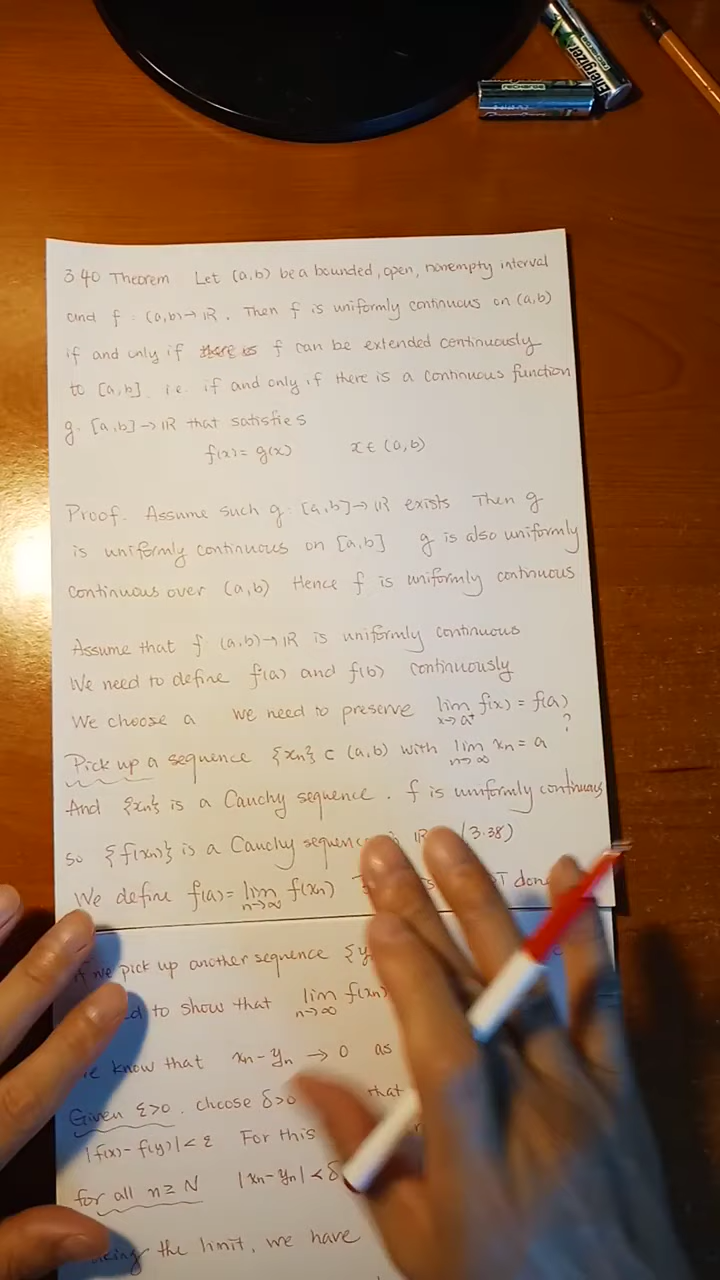 Energizer
recharge
recharge
3.40 Theorem Let (a,b) be a bounded, open, nonempty interval
and f : (a,b)→ℝ. Then f is uniformly continuous on (a,b)
if and only if f can be extended continuously
to [a,b]. i.e. if and only if there is a continuous function
g: [a,b]→ℝ that satisfies
f(x) = g(x) x∈(a,b)
Proof. Assume such g: [a,b]→ℝ exists Then g
is uniformly continuous on [a,b] g is also uniformly
continuous over (a,b) Hence f is uniformly continuous
Assume that f: (a,b)→ℝ is uniformly continuous
We need to define f(a) and f(b) continuously
We choose a we need to preserve lim x→a⁺ f(x) = f(a)
?
Pick up a sequence {xn} ⊂ (a,b) with lim n→∞ xn = a
And {xn} is a Cauchy sequence. f is uniformly continuous
so {f(xn)} is a Cauchy sequence (3.38)
We define f(a) = lim n→∞ f(xn) done
if we pick up another sequence
to show that lim n→∞ f(xn)
know that xn-yn → 0 as
Given ε>0, choose δ>0 that
|f(x)-f(y)| < ε For this
for all n≥N |xn-yn| < δ
the limit, we have